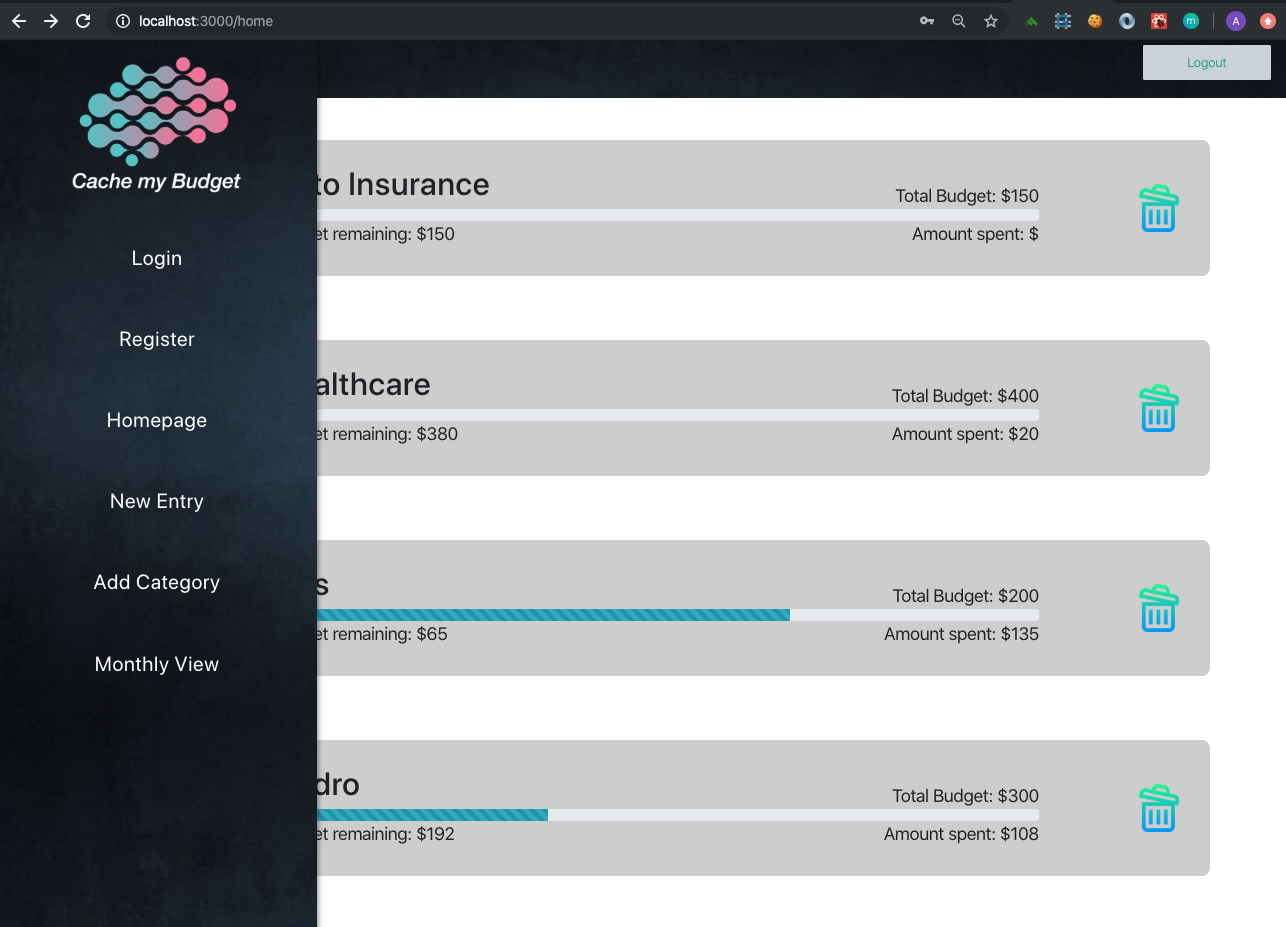 localhost:3000/home
m
A
Logout
Cache my Budget
Login
Register
Homepage
New Entry
Add Category
Monthly View
to Insurance
Total Budget: $150
et remaining: $150
Amount spent: $
althcare
Total Budget: $400
et remaining: $380
Amount spent: $20
s
Total Budget: $200
et remaining: $65
Amount spent: $135
dro
Total Budget: $300
et remaining: $192
Amount spent: $108